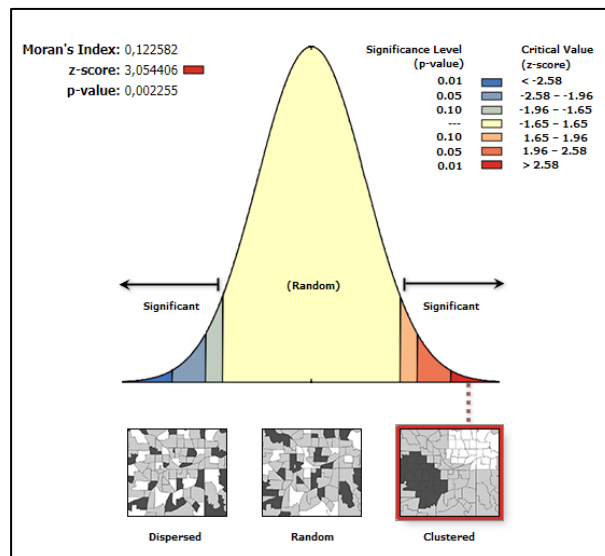 Moran's Index: 0,122582
z-score: 3,054406
p-value: 0,002255
Significance Level
(p-value)
Critical Value
(z-score)
0.01 < -2.58
0.05 -2.58 – -1.96
0.10 -1.96 – -1.65
--- -1.65 – 1.65
0.10 1.65 – 1.96
0.05 1.96 – 2.58
0.01 > 2.58
(Random)
Significant
Significant
Dispersed
Random
Clustered